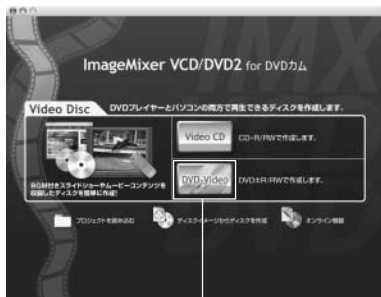 ImageMixer VCD/DVD2 for DVDカム
Video Disc DVDプレイヤーとパソコンの両方で再生できるディスクを作成します。
Video CD CD-R/RWで作成します。
DVD-Video DVD±R/RWで作成します。
BGM付きスライドショーやムービーコンテンツを
収録したディスクを簡単に作成!
プロジェクトを読み込む ディスクイメージからディスクを作成 オンライン登録